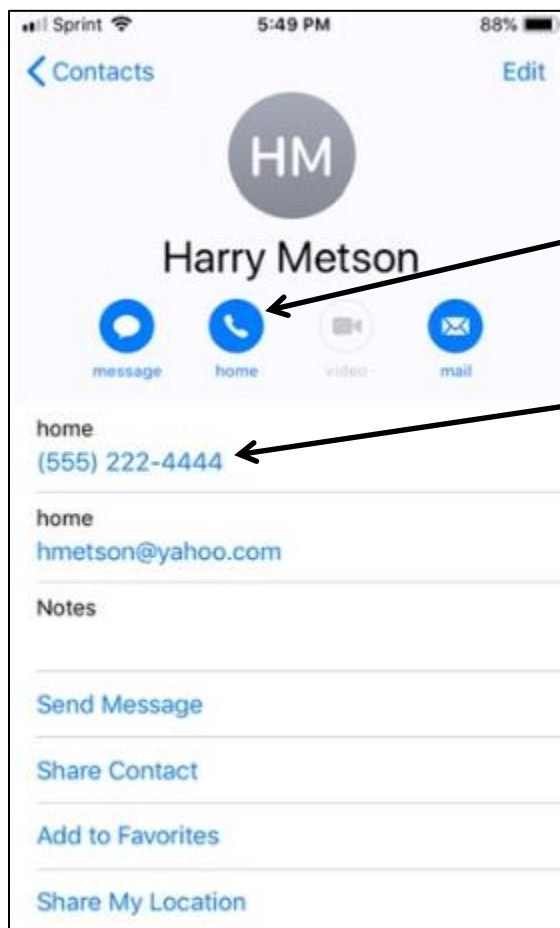 Sprint 5:49 PM 88%
Contacts Edit
HM
Harry Metson
message home video mail
home
(555) 222-4444
home
hmetson@yahoo.com
Notes
Send Message
Share Contact
Add to Favorites
Share My Location